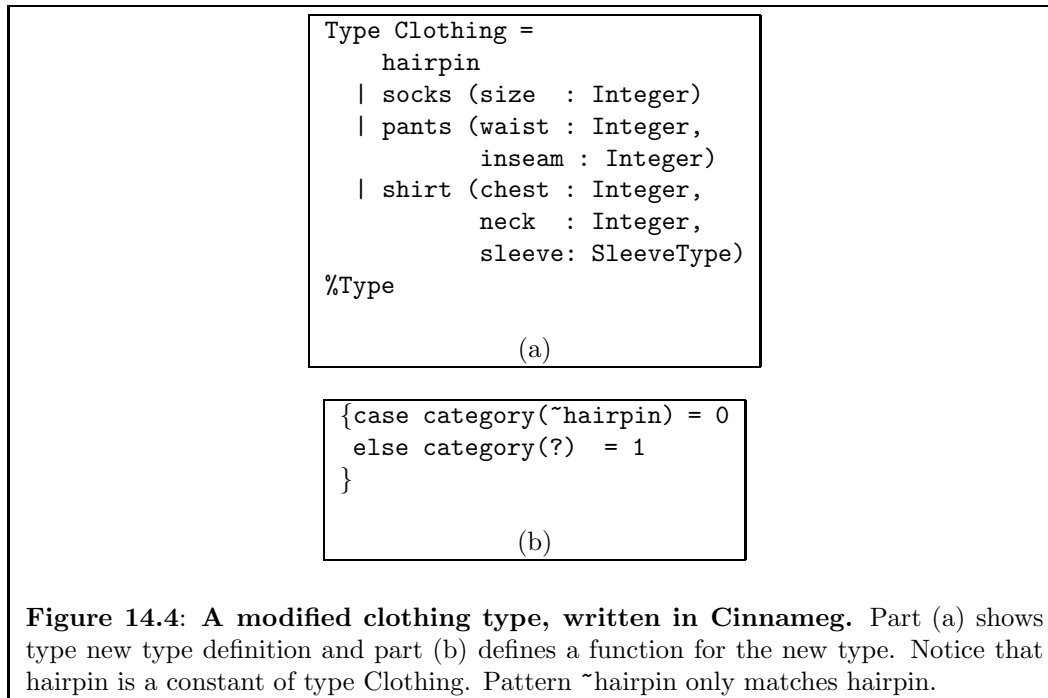 Type Clothing =
    hairpin
  | socks (size  : Integer)
  | pants (waist : Integer,
           inseam : Integer)
  | shirt (chest : Integer,
           neck  : Integer,
           sleeve: SleeveType)
%Type
(a)
{case category(~hairpin) = 0
 else category(?)  = 1
}
(b)
Figure 14.4: A modified clothing type, written in Cinnameg. Part (a) shows
type new type definition and part (b) defines a function for the new type. Notice that
hairpin is a constant of type Clothing. Pattern ~hairpin only matches hairpin.